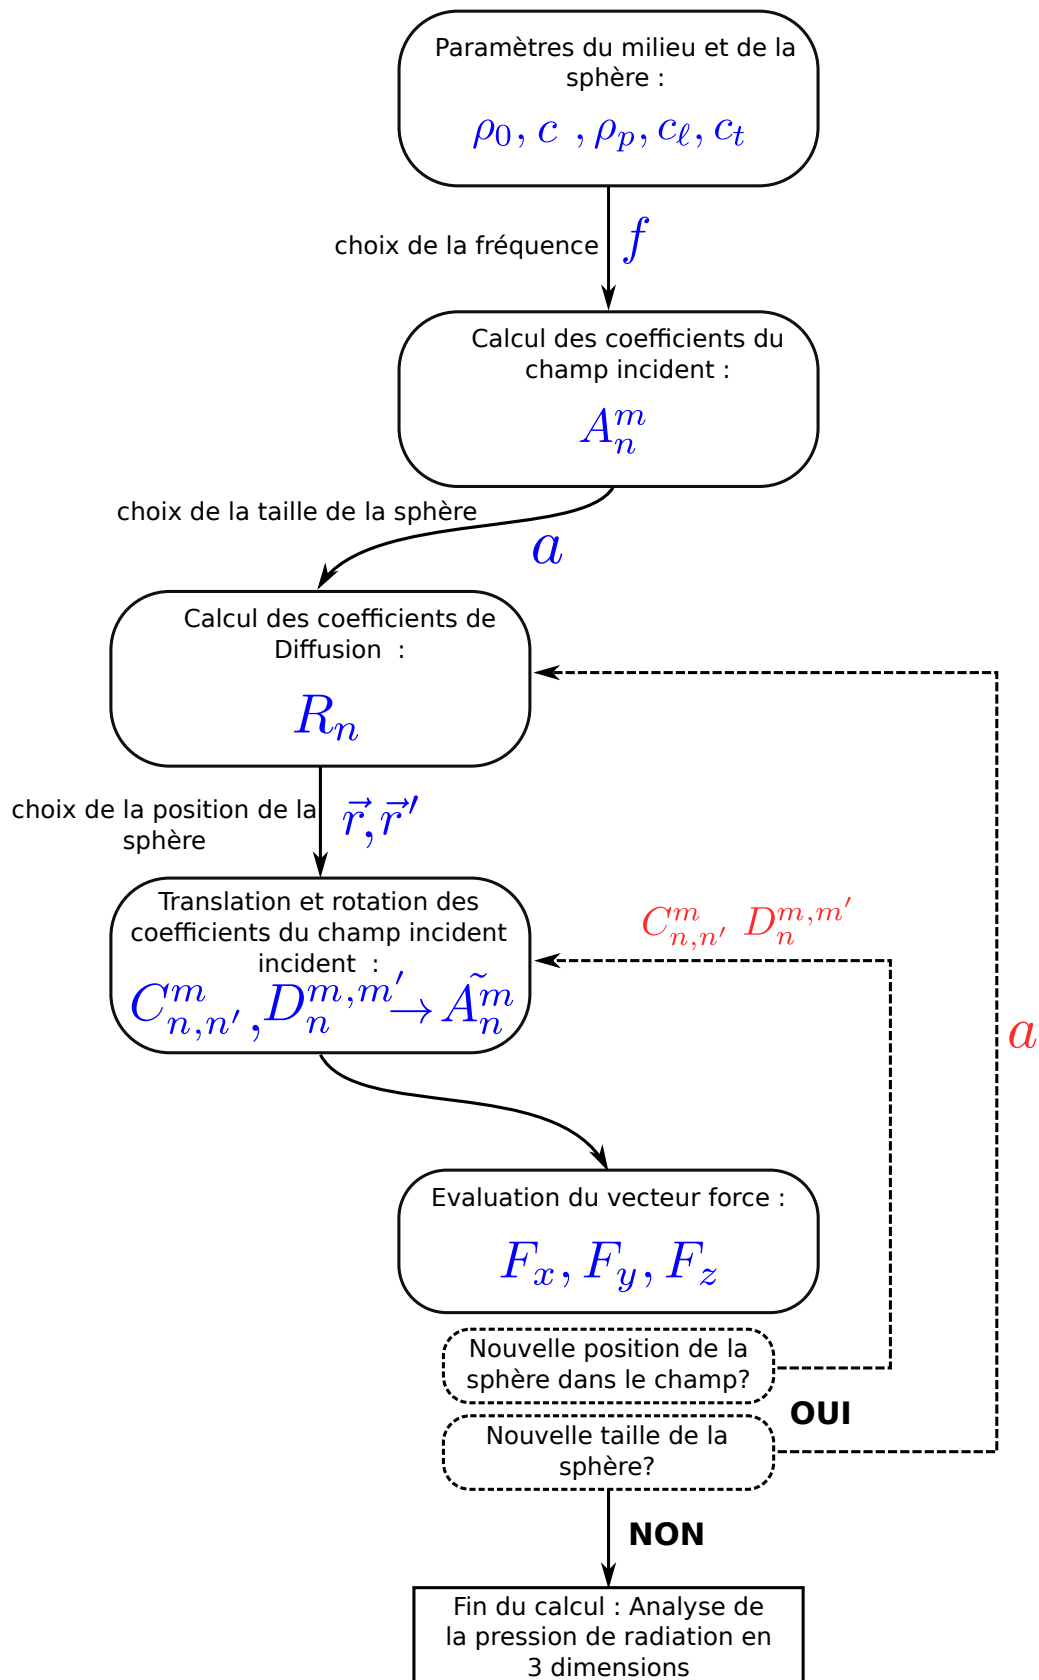 Paramètres du milieu et de la
sphère :
ρ₀, c , ρₚ, c_ℓ, c_t
choix de la fréquence
f
Calcul des coefficients du
champ incident :
A_n^m
choix de la taille de la sphère
a
Calcul des coefficients de
Diffusion :
R_n
choix de la position de la
sphère
r⃗, r⃗′
Translation et rotation des
coefficients du champ incident
incident :
C_{n,n′}^m , D_n^{m,m′} → Ã_n^m
C_{n,n′}^m D_n^{m,m′}
a
Evaluation du vecteur force :
F_x, F_y, F_z
Nouvelle position de la
sphère dans le champ?
OUI
Nouvelle taille de la
sphère?
NON
Fin du calcul : Analyse de
la pression de radiation en
3 dimensions